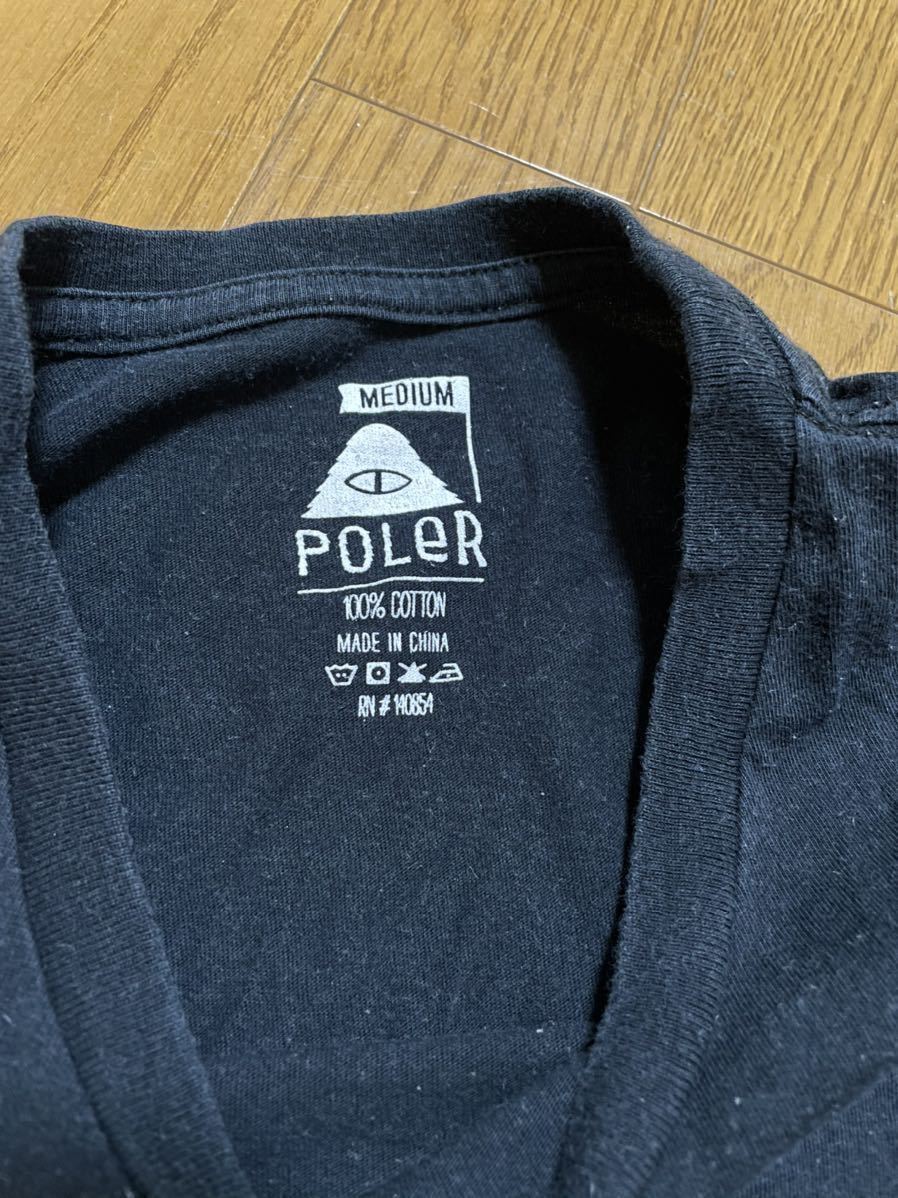 MEDIUM
POLeR
100% COTTON
MADE IN CHINA
RN # 140854